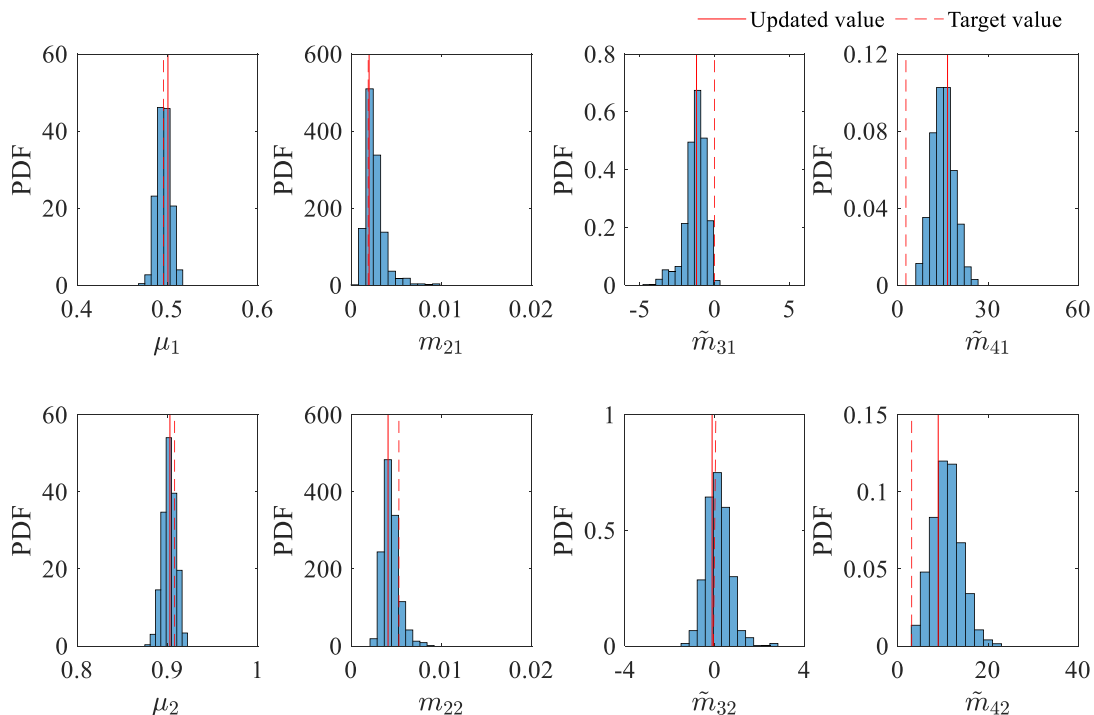 Updated value Target value
60 600 0.8 0.12
PDF 40 PDF 400 PDF 0.6 PDF 0.08
20 200 0.4 0.04
0.2
0 0 0 0
0.4 0.5 0.6 0 0.01 0.02 -5 0 5 0 30 60
μ₁ m₂₁ m̃₃₁ m̃₄₁
60 600 1 0.15
PDF 40 PDF 400 PDF 0.5 PDF 0.1
20 200 0.05
0 0 0 0
0.8 0.9 1 0 0.01 0.02 -4 0 4 0 20 40
μ₂ m₂₂ m̃₃₂ m̃₄₂